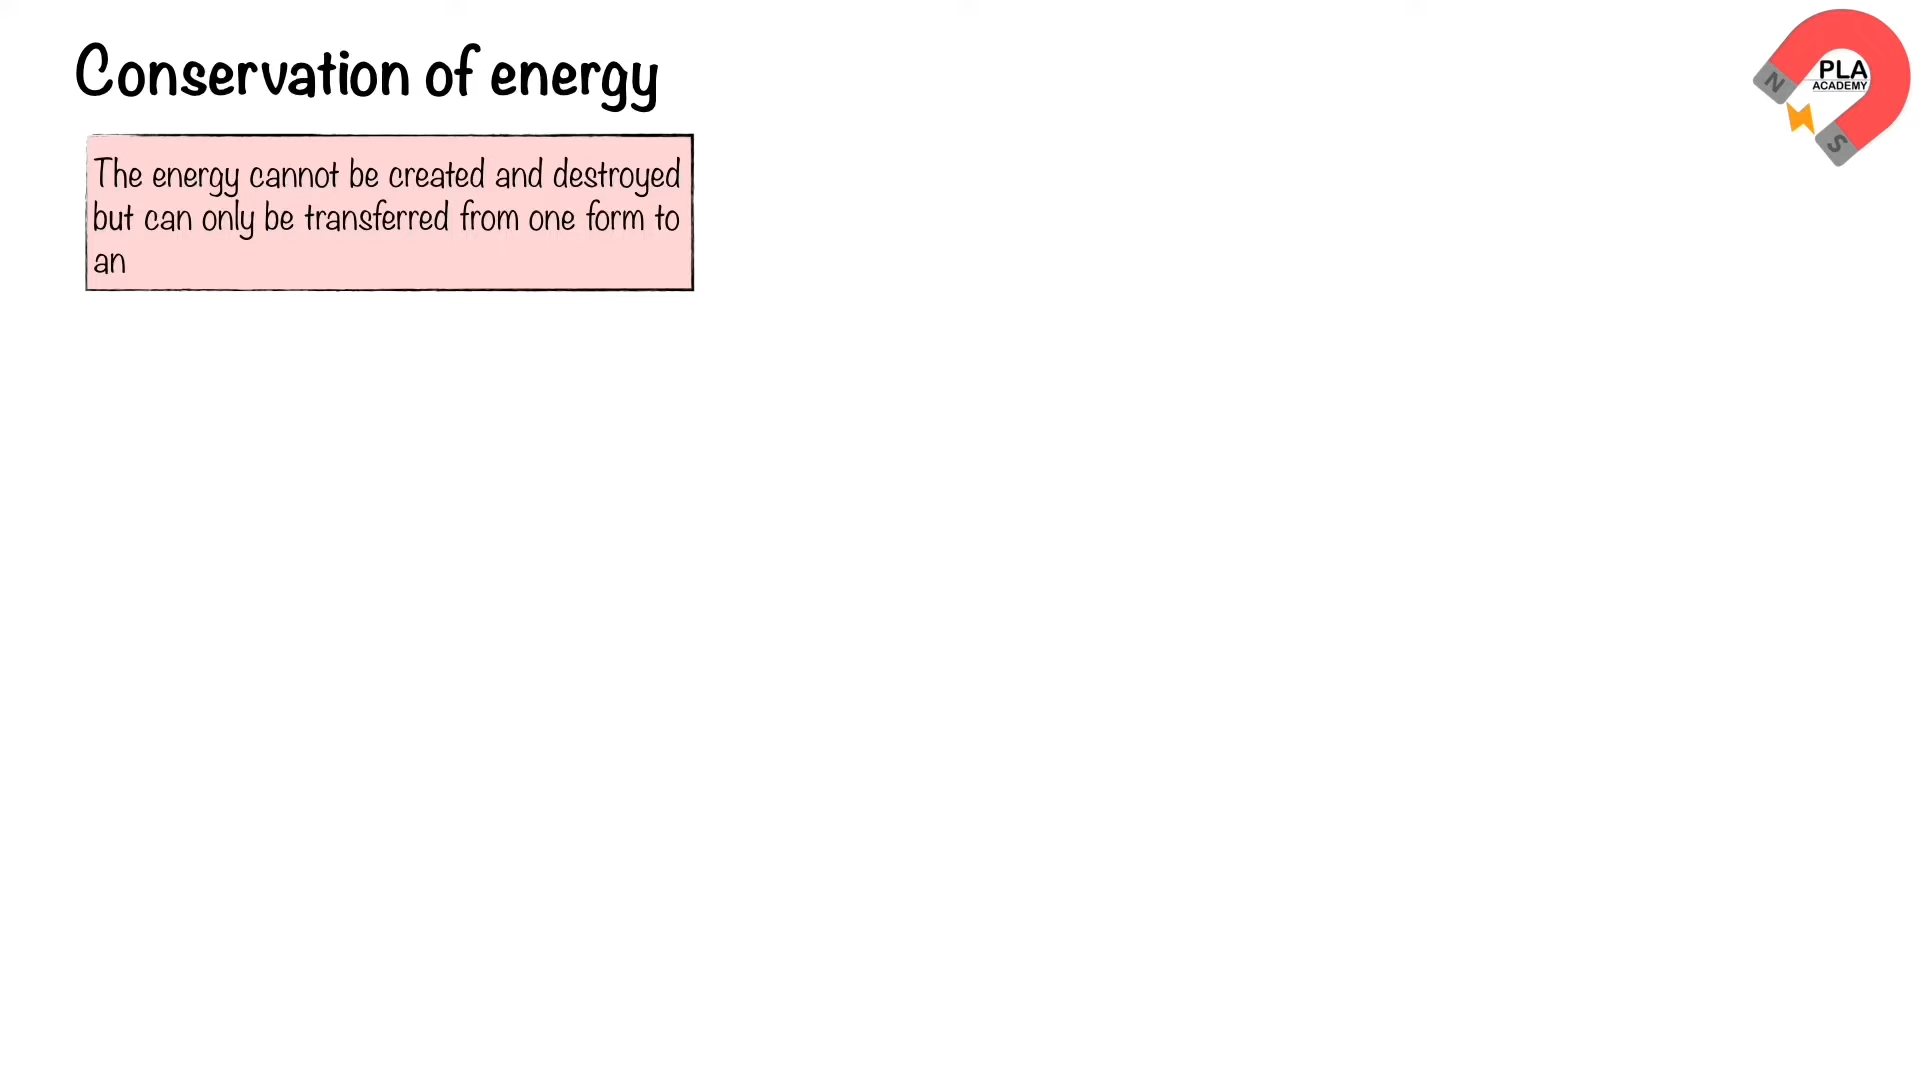 Conservation of energy
The energy cannot be created and destroyed
but can only be transferred from one form to
an
PLA
ACADEMY
N
S